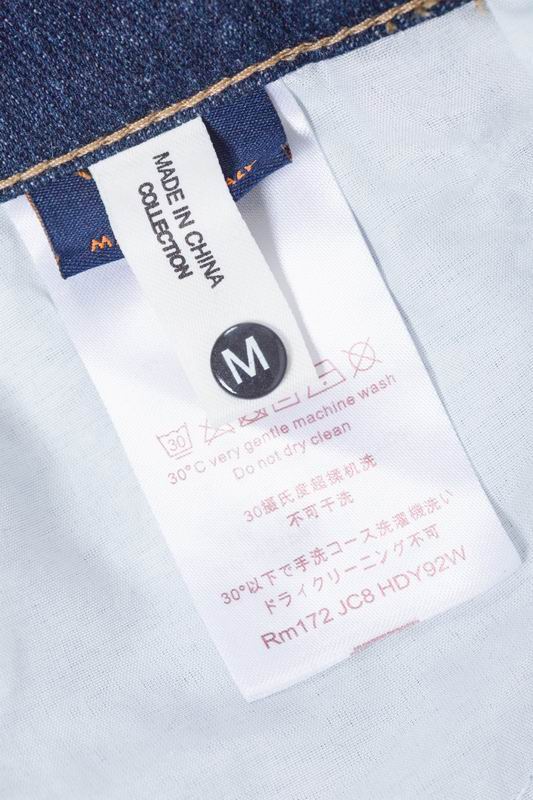 MADE IN CHINA
COLLECTION
M
30
30°C very gentle machine wash
Do not dry clean
30攝氏度超揉机洗
不可干洗
30°以下で手洗コース洗濯機洗い
ドライクリーニング不可
Rm172 JC8 HDY92W